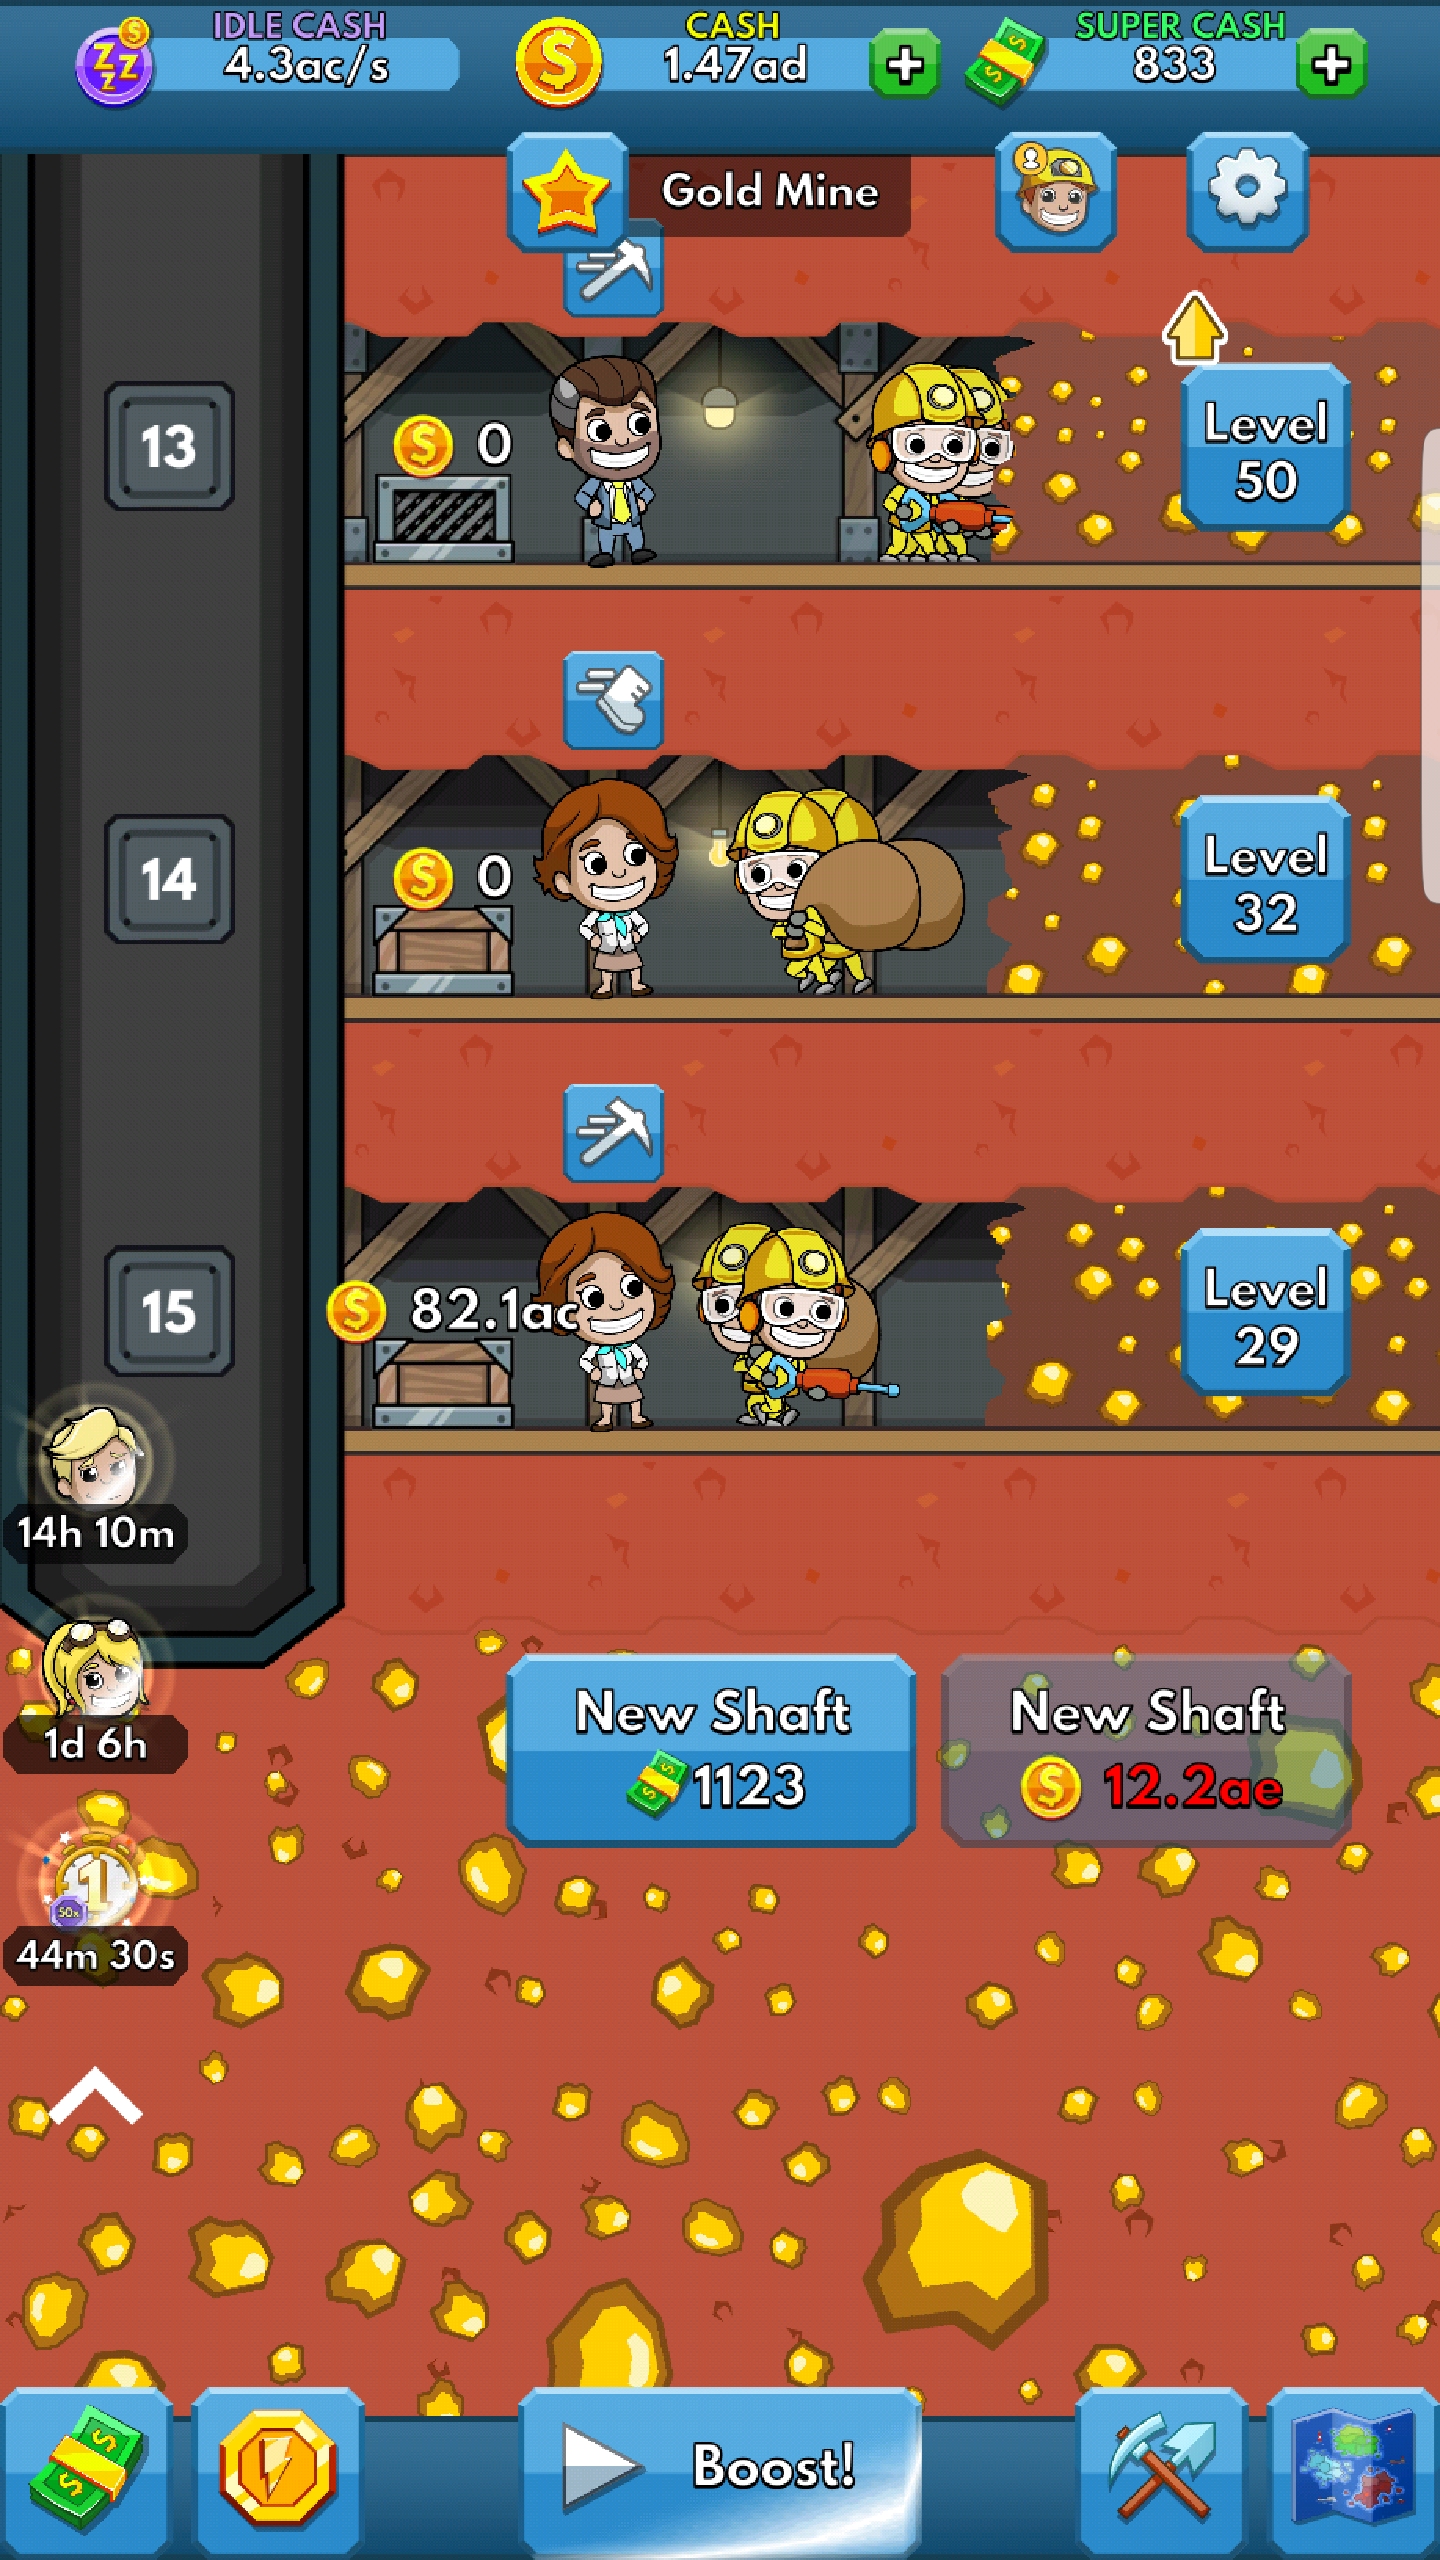 IDLE CASH
4.3ac/s
CASH
1.47ad
SUPER CASH
833
Gold Mine
13
0
Level
50
14
0
Level
32
15
82.1ac
Level
29
14h 10m
1d 6h
New Shaft
1123
New Shaft
12.2ae
1
50x
44m 30s
Boost!